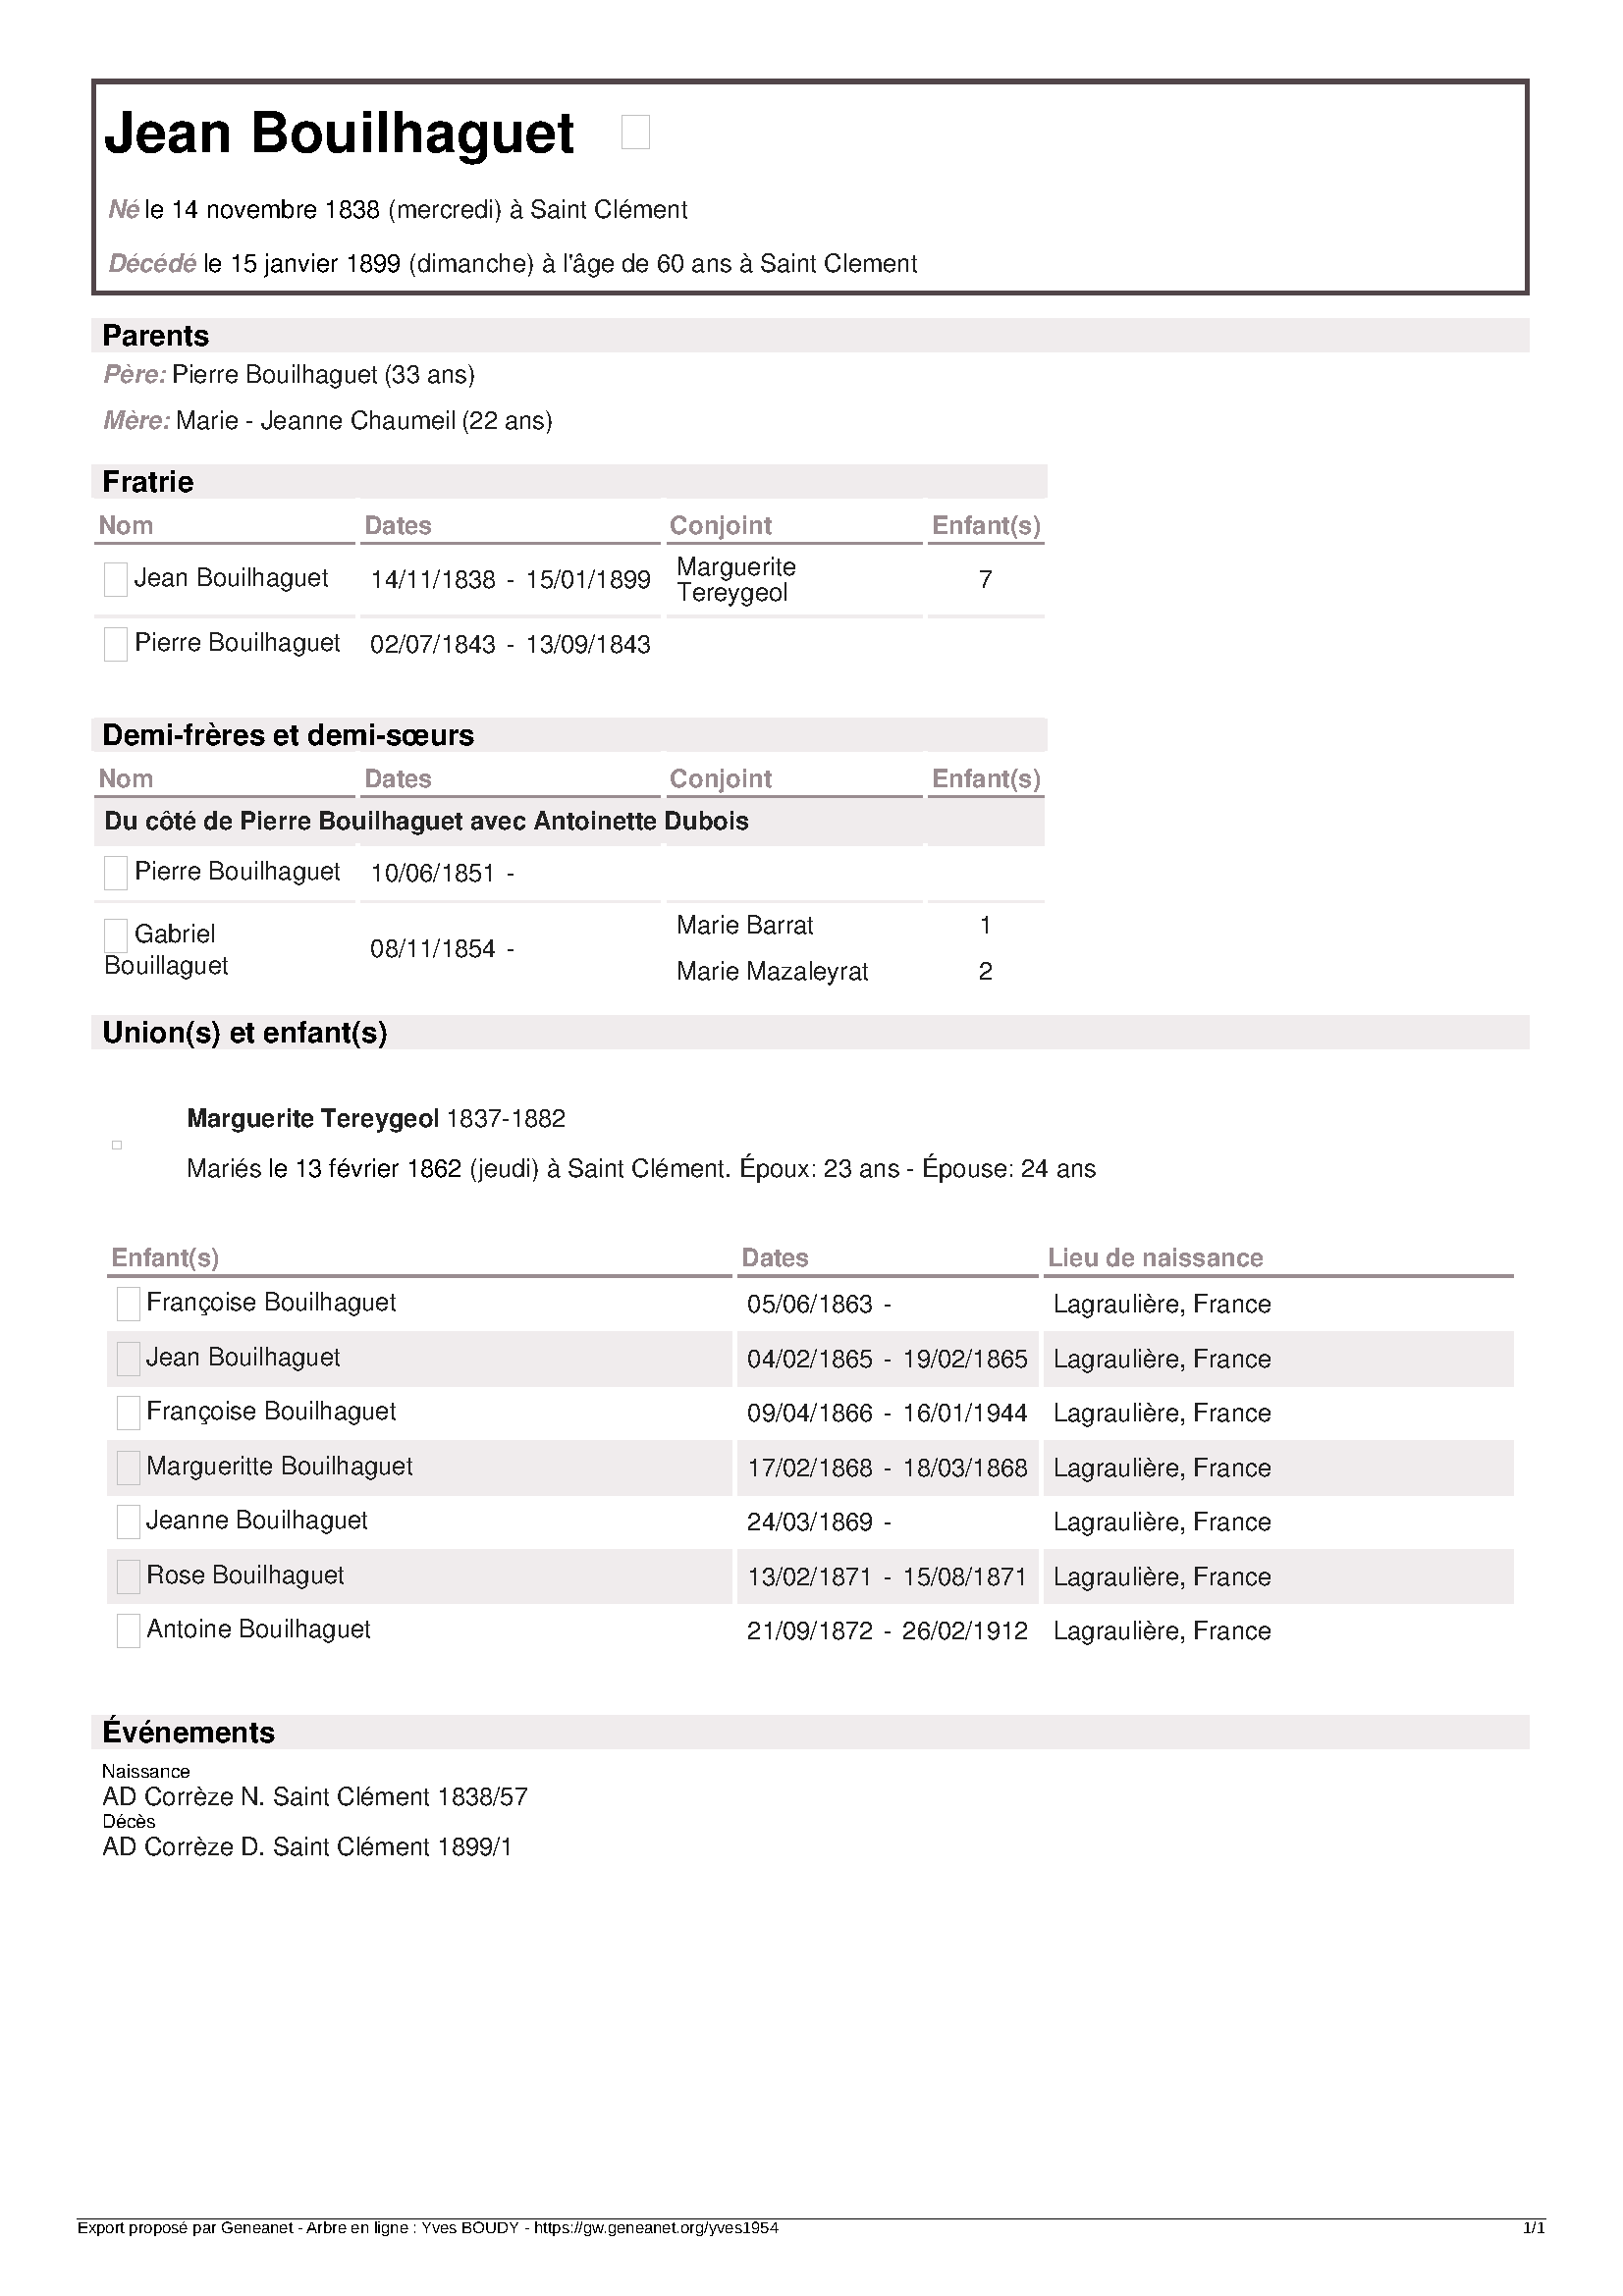 Jean Bouilhaguet
Né le 14 novembre 1838 (mercredi) à Saint Clément
Décédé le 15 janvier 1899 (dimanche) à l'âge de 60 ans à Saint Clement
Parents
Père: Pierre Bouilhaguet (33 ans)
Mère: Marie - Jeanne Chaumeil (22 ans)
Fratrie
Nom Dates Conjoint Enfant(s)
Jean Bouilhaguet 14/11/1838 - 15/01/1899 Marguerite Tereygeol 7
Pierre Bouilhaguet 02/07/1843 - 13/09/1843
Demi-frères et demi-sœurs
Nom Dates Conjoint Enfant(s)
Du côté de Pierre Bouilhaguet avec Antoinette Dubois
Pierre Bouilhaguet 10/06/1851 -
Gabriel Bouillaguet 08/11/1854 - Marie Barrat 1
Marie Mazaleyrat 2
Union(s) et enfant(s)
Marguerite Tereygeol 1837-1882
Mariés le 13 février 1862 (jeudi) à Saint Clément. Époux: 23 ans - Épouse: 24 ans
Enfant(s) Dates Lieu de naissance
Françoise Bouilhaguet 05/06/1863 - Lagraulière, France
Jean Bouilhaguet 04/02/1865 - 19/02/1865 Lagraulière, France
Françoise Bouilhaguet 09/04/1866 - 16/01/1944 Lagraulière, France
Margueritte Bouilhaguet 17/02/1868 - 18/03/1868 Lagraulière, France
Jeanne Bouilhaguet 24/03/1869 - Lagraulière, France
Rose Bouilhaguet 13/02/1871 - 15/08/1871 Lagraulière, France
Antoine Bouilhaguet 21/09/1872 - 26/02/1912 Lagraulière, France
Événements
Naissance
AD Corrèze N. Saint Clément 1838/57
Décès
AD Corrèze D. Saint Clément 1899/1
Export proposé par Geneanet - Arbre en ligne : Yves BOUDY - https://gw.geneanet.org/yves1954 1/1